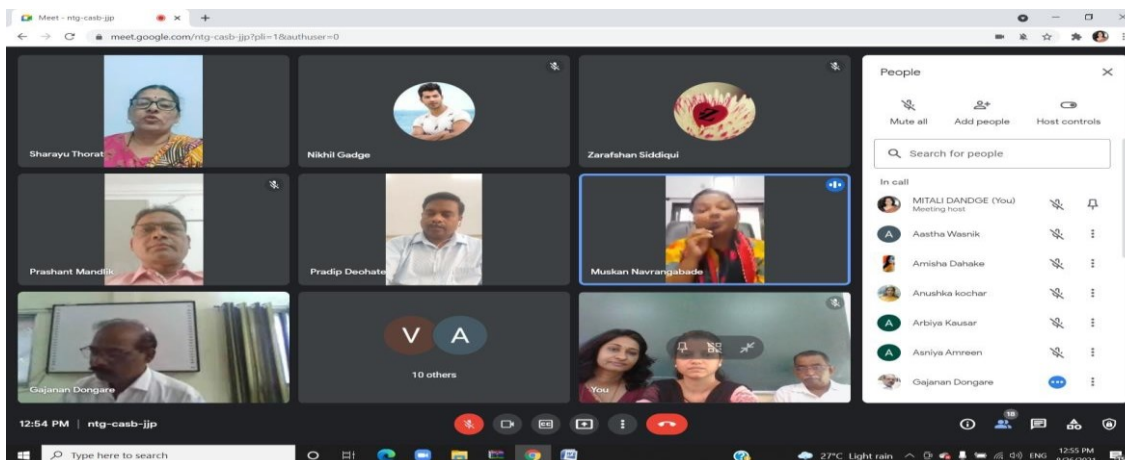 Meet - ntg-casb-jjp
meet.google.com/ntg-casb-jjp?pli=1&authuser=0
Sharayu Thorat
Nikhil Gadge
Zarafshan Siddiqui
Prashant Mandlik
Pradip Deohate
Muskan Navrangabade
Gajanan Dongare
V A
10 others
You
People
Mute all Add people Host controls
Search for people
In call
MITALI DANDGE (You)
Meeting host
A Aastha Wasnik
Amisha Dahake
Anushka kochar
A Arbiya Kausar
A Asniya Amreen
Gajanan Dongare
12:54 PM | ntg-casb-jjp
CC
18
Type here to search
27°C Light rain
ENG
12:55 PM